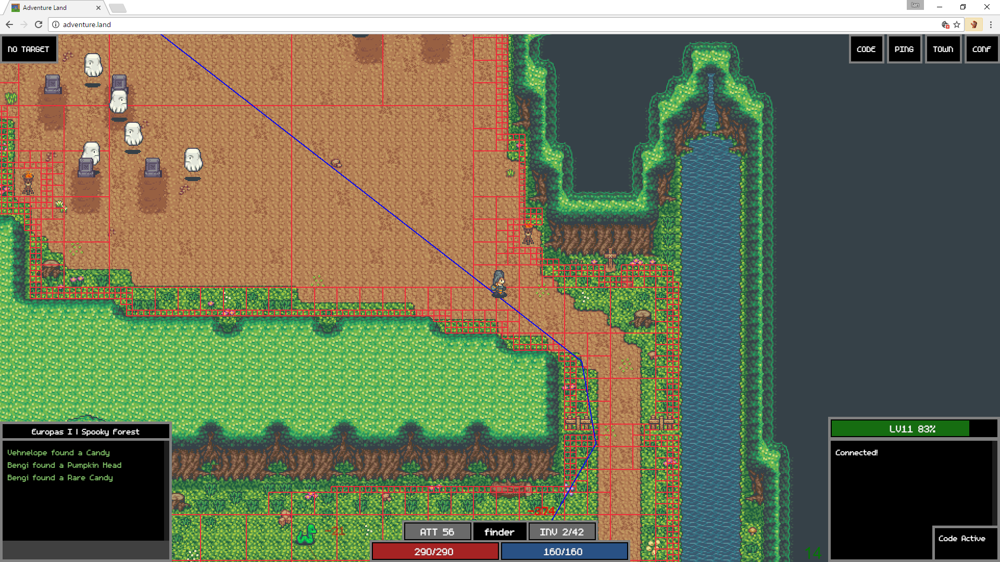 Adventure Land
Ian
adventure.land
NO TARGET
CODE
PING
TOWN
CONF
Europas I | Spooky Forest
Vehnelope found a Candy
Bengi found a Pumpkin Head
Bengi found a Rare Candy
-374
-21
ATT 56
finder
INV 2/42
290/290
160/160
LV11 83%
Connected!
Code Active
14